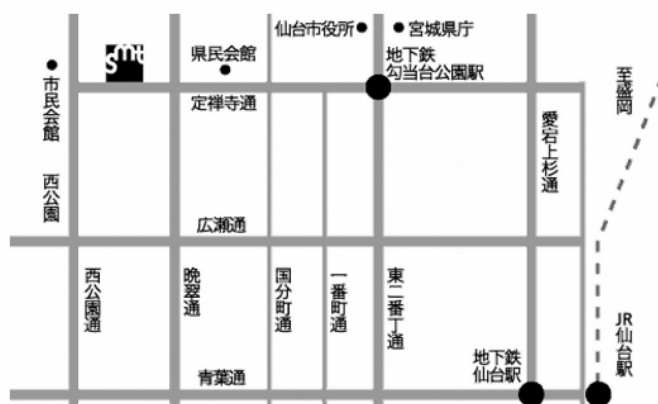 仙台市役所
宮城県庁
県民会館
地下鉄
勾当台公園駅
smt
市民会館
西公園
定禅寺通
愛宕上杉通
至盛岡
広瀬通
西公園通
晩翠通
国分町通
一番町通
東二番丁通
青葉通
地下鉄
仙台駅
JR仙台駅